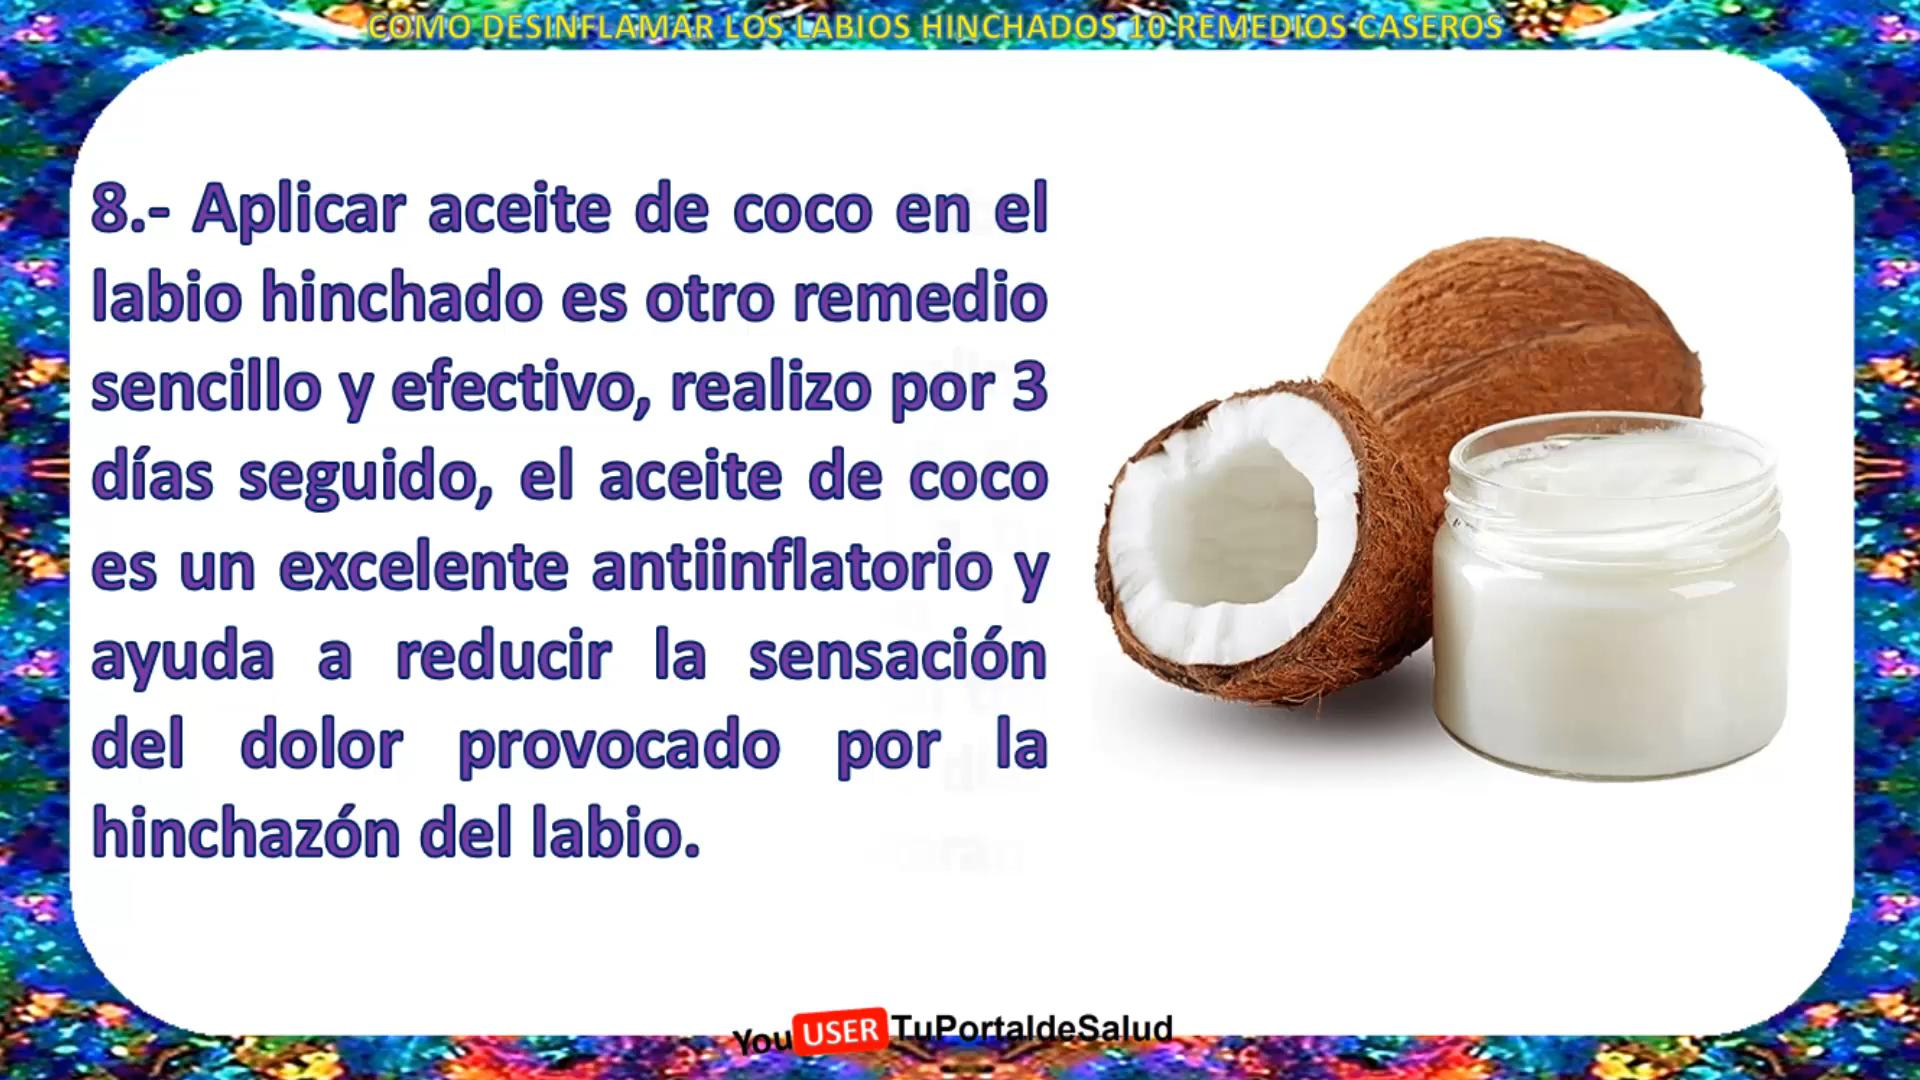 COMO DESINFLAMAR LOS LABIOS HINCHADOS 10 REMEDIOS CASEROS
8.- Aplicar aceite de coco en el
labio hinchado es otro remedio
sencillo y efectivo, realizo por 3
días seguido, el aceite de coco
es un excelente antiinflatorio y
ayuda a reducir la sensación
del dolor provocado por la
hinchazón del labio.
You USER TuPortaldeSalud